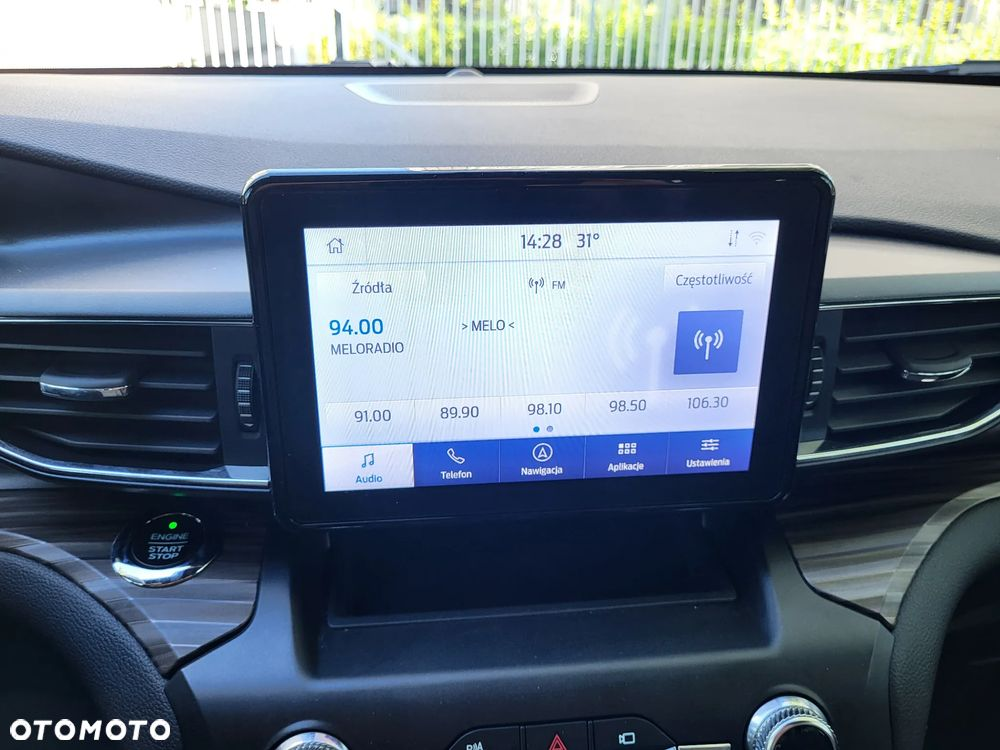 14:28 31°
Źródła
FM
Częstotliwość
94.00
> MELO <
MELORADIO
91.00
89.90
98.10
98.50
106.30
Audio
Telefon
Nawigacja
Aplikacje
Ustawienia
ENGINE
START
STOP
OTOMOTO